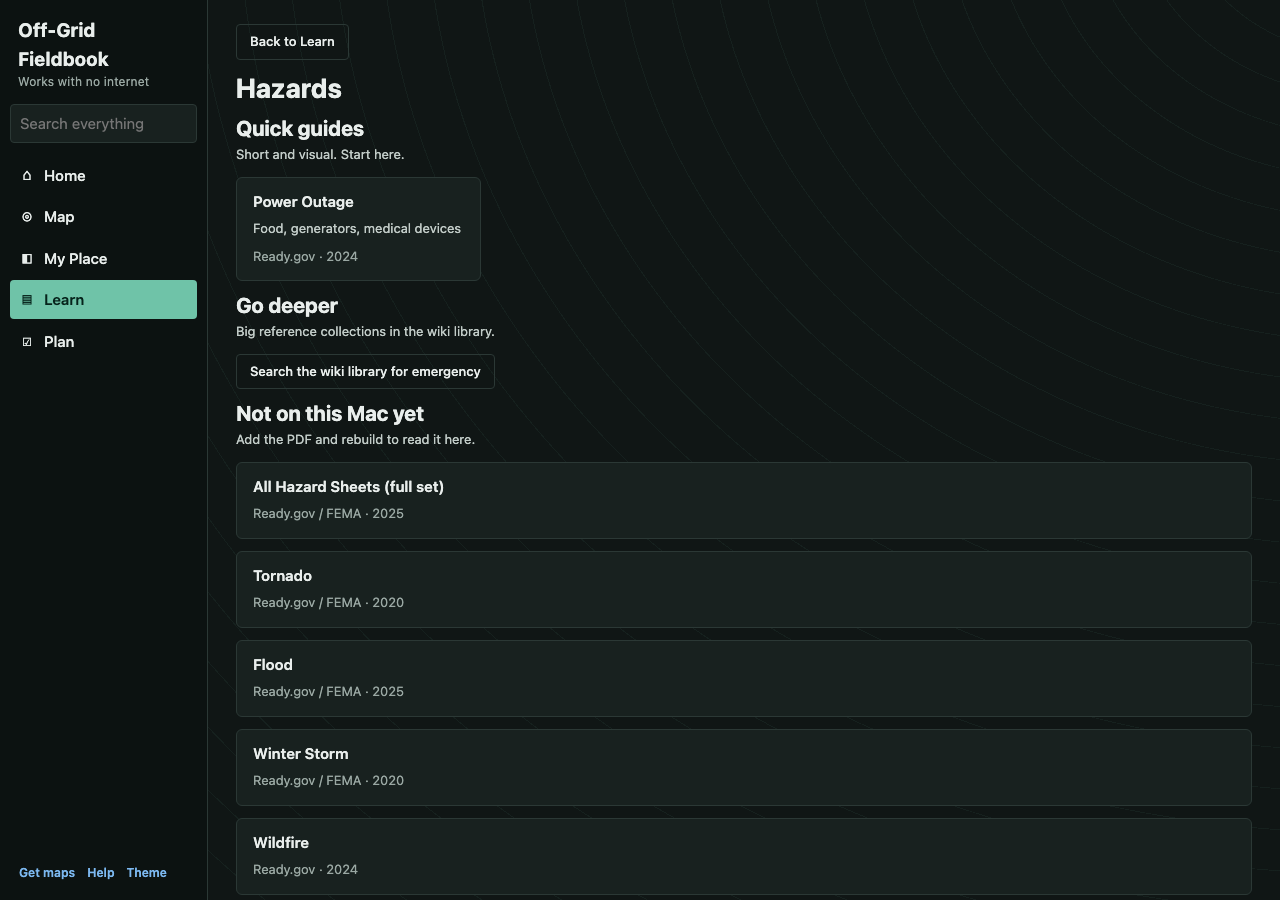 Off-Grid
Fieldbook
Works with no internet
Search everything
Home
Map
My Place
Learn
Plan
Get maps Help Theme
Back to Learn
Hazards
Quick guides
Short and visual. Start here.
Power Outage
Food, generators, medical devices
Ready.gov · 2024
Go deeper
Big reference collections in the wiki library.
Search the wiki library for emergency
Not on this Mac yet
Add the PDF and rebuild to read it here.
All Hazard Sheets (full set)
Ready.gov / FEMA · 2025
Tornado
Ready.gov / FEMA · 2020
Flood
Ready.gov / FEMA · 2025
Winter Storm
Ready.gov / FEMA · 2020
Wildfire
Ready.gov · 2024